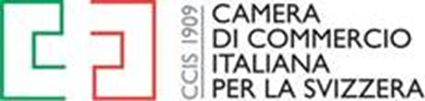 CCIS 1909
CAMERA
DI COMMERCIO
ITALIANA
PER LA SVIZZERA